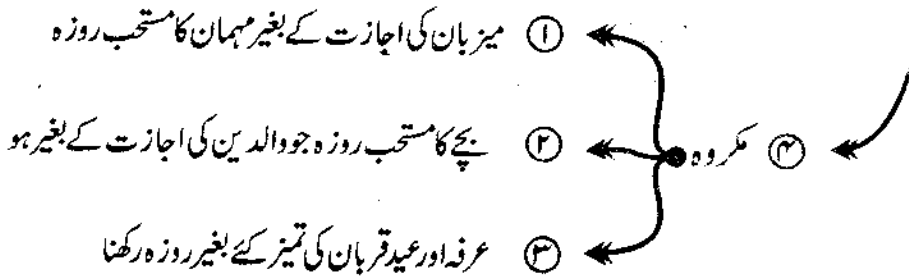 ① میزبان کی اجازت کے بغیر مہمان کا مستحب روزہ
④ مکروہ ② بچے کا مستحب روزہ جو والدین کی اجازت کے بغیر ہو
③ عرفہ اور عید قربان کی تمیز کئے بغیر روزہ رکھنا